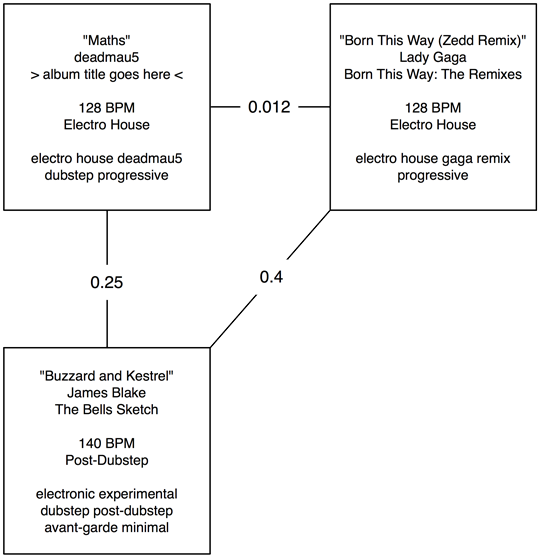 "Maths"
deadmau5
> album title goes here <
128 BPM
Electro House
electro house deadmau5
dubstep progressive
0.012
"Born This Way (Zedd Remix)"
Lady Gaga
Born This Way: The Remixes
128 BPM
Electro House
electro house gaga remix
progressive
0.25
0.4
"Buzzard and Kestrel"
James Blake
The Bells Sketch
140 BPM
Post-Dubstep
electronic experimental
dubstep post-dubstep
avant-garde minimal